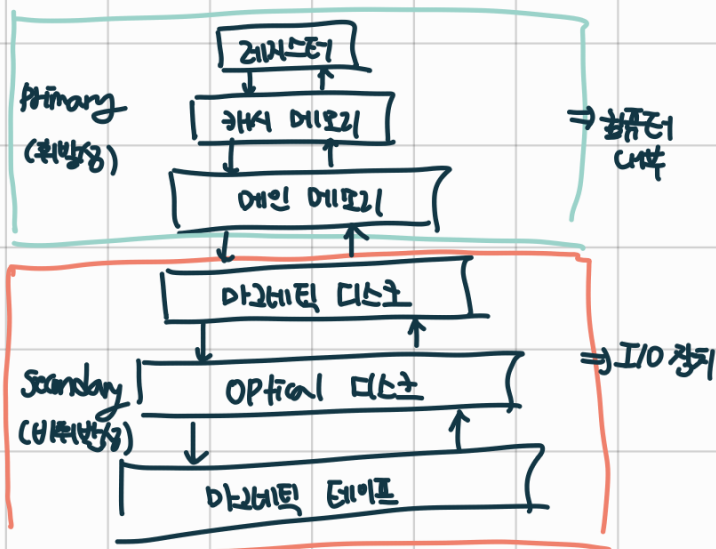 레지스터
Primary
(휘발성)
캐시 메모리
메인 메모리
⇒ 컴퓨터
내부
마그네틱 디스크
Secondary
(비휘발성)
Optical 디스크
⇒ I/O 장치
마그네틱 테이프